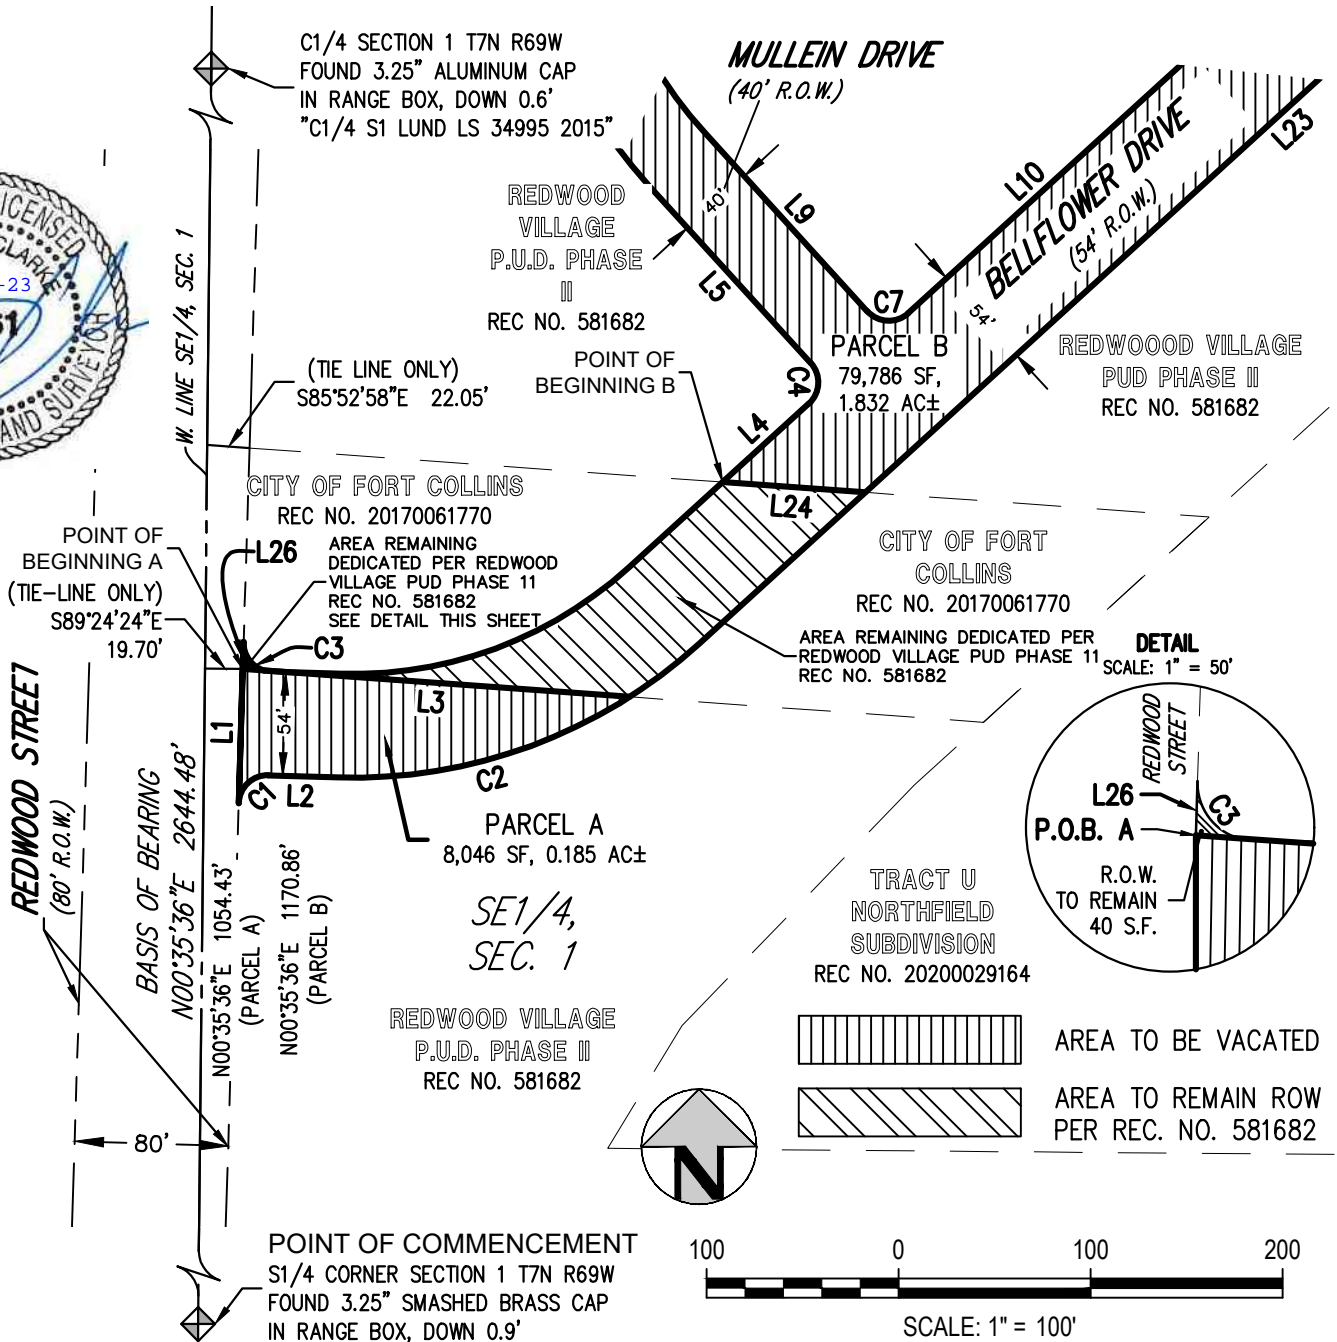 C1/4 SECTION 1 T7N R69W
FOUND 3.25" ALUMINUM CAP
IN RANGE BOX, DOWN 0.6'
"C1/4 S1 LUND LS 34995 2015"
MULLEIN DRIVE
(40' R.O.W.)
L23
L10
BELLFLOWER DRIVE
(54' R.O.W.)
54'
L9
40'
L5
C7
C4
L4
REDWOOD
VILLAGE
P.U.D. PHASE
II
REC NO. 581682
ICENSED
CLARKE
-23
51
AND SURVEYOR
W. LINE SE1/4, SEC. 1
(TIE LINE ONLY)
S85°52'58"E 22.05'
POINT OF
BEGINNING B
PARCEL B
79,786 SF,
1.832 AC±
REDWOOOD VILLAGE
PUD PHASE II
REC NO. 581682
CITY OF FORT COLLINS
REC NO. 20170061770
L24
POINT OF
BEGINNING A
L26
(TIE-LINE ONLY)
S89°24'24"E
19.70'
AREA REMAINING
DEDICATED PER REDWOOD
VILLAGE PUD PHASE 11
REC NO. 581682
SEE DETAIL THIS SHEET
C3
CITY OF FORT
COLLINS
REC NO. 20170061770
AREA REMAINING DEDICATED PER
REDWOOD VILLAGE PUD PHASE 11
REC NO. 581682
DETAIL
SCALE: 1" = 50'
REDWOOD
STREET
L26
C3
P.O.B. A
R.O.W.
TO REMAIN
40 S.F.
REDWOOD STREET
(80' R.O.W.)
L1
54'
L3
C1
L2
C2
PARCEL A
8,046 SF, 0.185 AC±
BASIS OF BEARING
N00°35'36"E 2644.48'
N00°35'36"E 1054.43'
(PARCEL A)
N00°35'36"E 1170.86'
(PARCEL B)
SE1/4,
SEC. 1
TRACT U
NORTHFIELD
SUBDIVISION
REC NO. 20200029164
REDWOOD VILLAGE
P.U.D. PHASE II
REC NO. 581682
AREA TO BE VACATED
AREA TO REMAIN ROW
PER REC. NO. 581682
80'
N
POINT OF COMMENCEMENT
S1/4 CORNER SECTION 1 T7N R69W
FOUND 3.25" SMASHED BRASS CAP
IN RANGE BOX, DOWN 0.9'
100 0 100 200
SCALE: 1" = 100'